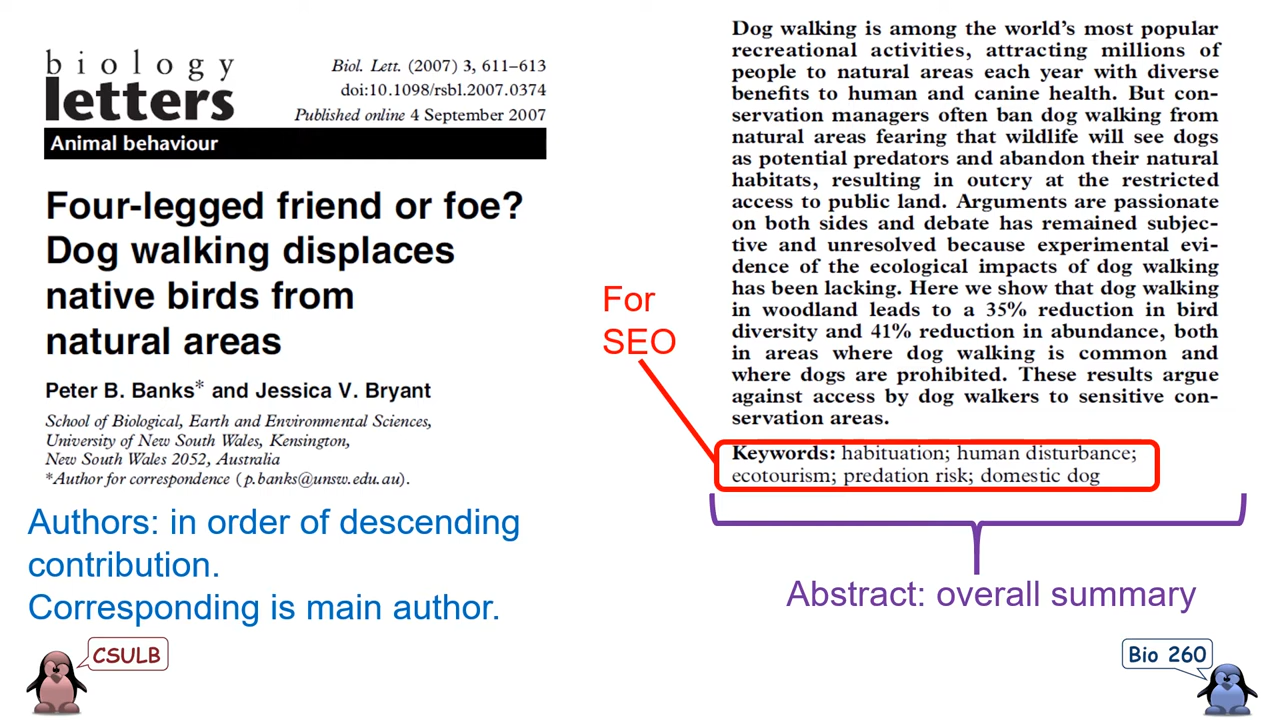 biology
letters
Biol. Lett. (2007) 3, 611–613
doi:10.1098/rsbl.2007.0374
Published online 4 September 2007
Animal behaviour
Four-legged friend or foe?
Dog walking displaces
native birds from
natural areas
Peter B. Banks* and Jessica V. Bryant
School of Biological, Earth and Environmental Sciences,
University of New South Wales, Kensington,
New South Wales 2052, Australia
*Author for correspondence (p.banks@unsw.edu.au).
Authors: in order of descending
contribution.
Corresponding is main author.
CSULB
Dog walking is among the world's most popular
recreational activities, attracting millions of
people to natural areas each year with diverse
benefits to human and canine health. But con-
servation managers often ban dog walking from
natural areas fearing that wildlife will see dogs
as potential predators and abandon their natural
habitats, resulting in outcry at the restricted
access to public land. Arguments are passionate
on both sides and debate has remained subjec-
tive and unresolved because experimental evi-
dence of the ecological impacts of dog walking
has been lacking. Here we show that dog walking
in woodland leads to a 35% reduction in bird
diversity and 41% reduction in abundance, both
in areas where dog walking is common and
where dogs are prohibited. These results argue
against access by dog walkers to sensitive con-
servation areas.
For
SEO
Keywords: habituation; human disturbance;
ecotourism; predation risk; domestic dog
Abstract: overall summary
Bio 260